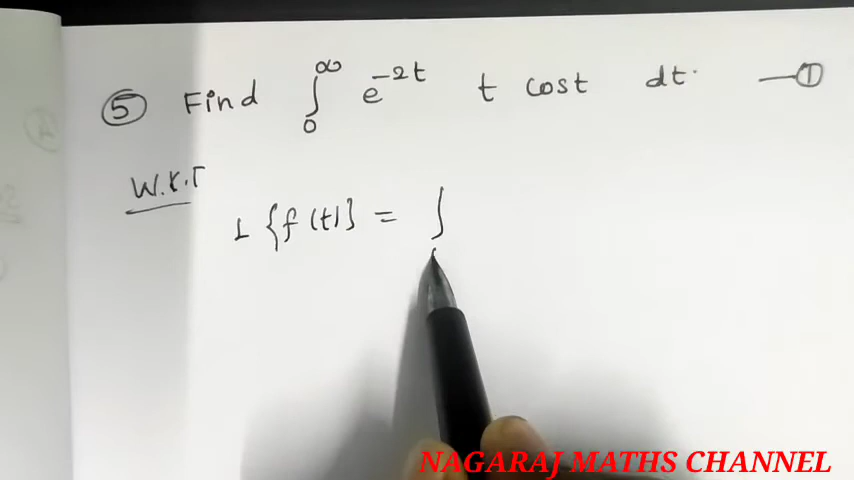 ⑤ Find ∫₀^∞ e^{-2t} t cost dt. —①
W.K.T
L {f(t)} = ∫
NAGARAJ MATHS CHANNEL